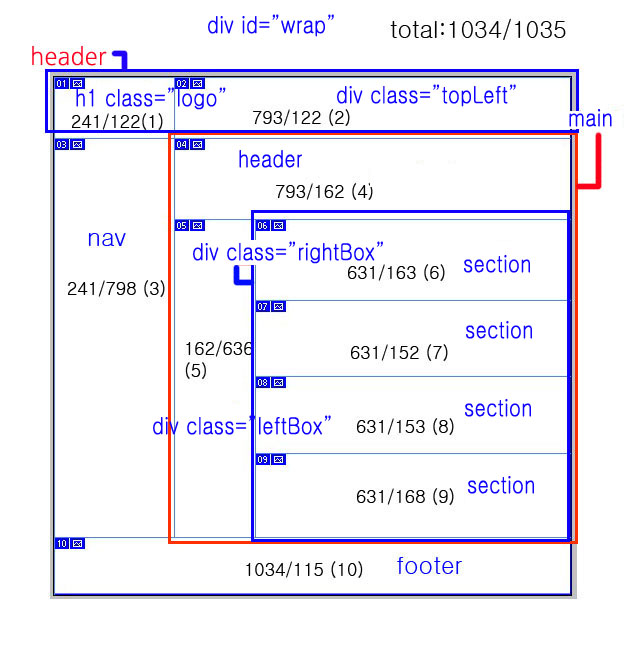 div id="wrap"
total:1034/1035
header
01
02
h1 class="logo"
div class="topLeft"
241/122(1)
793/122 (2)
main
03
04
header
793/162 (4)
05
06
nav
div class="rightBox"
631/163 (6)
section
241/798 (3)
07
section
162/636
(5)
631/152 (7)
08
section
div class="leftBox"
631/153 (8)
09
section
631/168 (9)
10
1034/115 (10)
footer